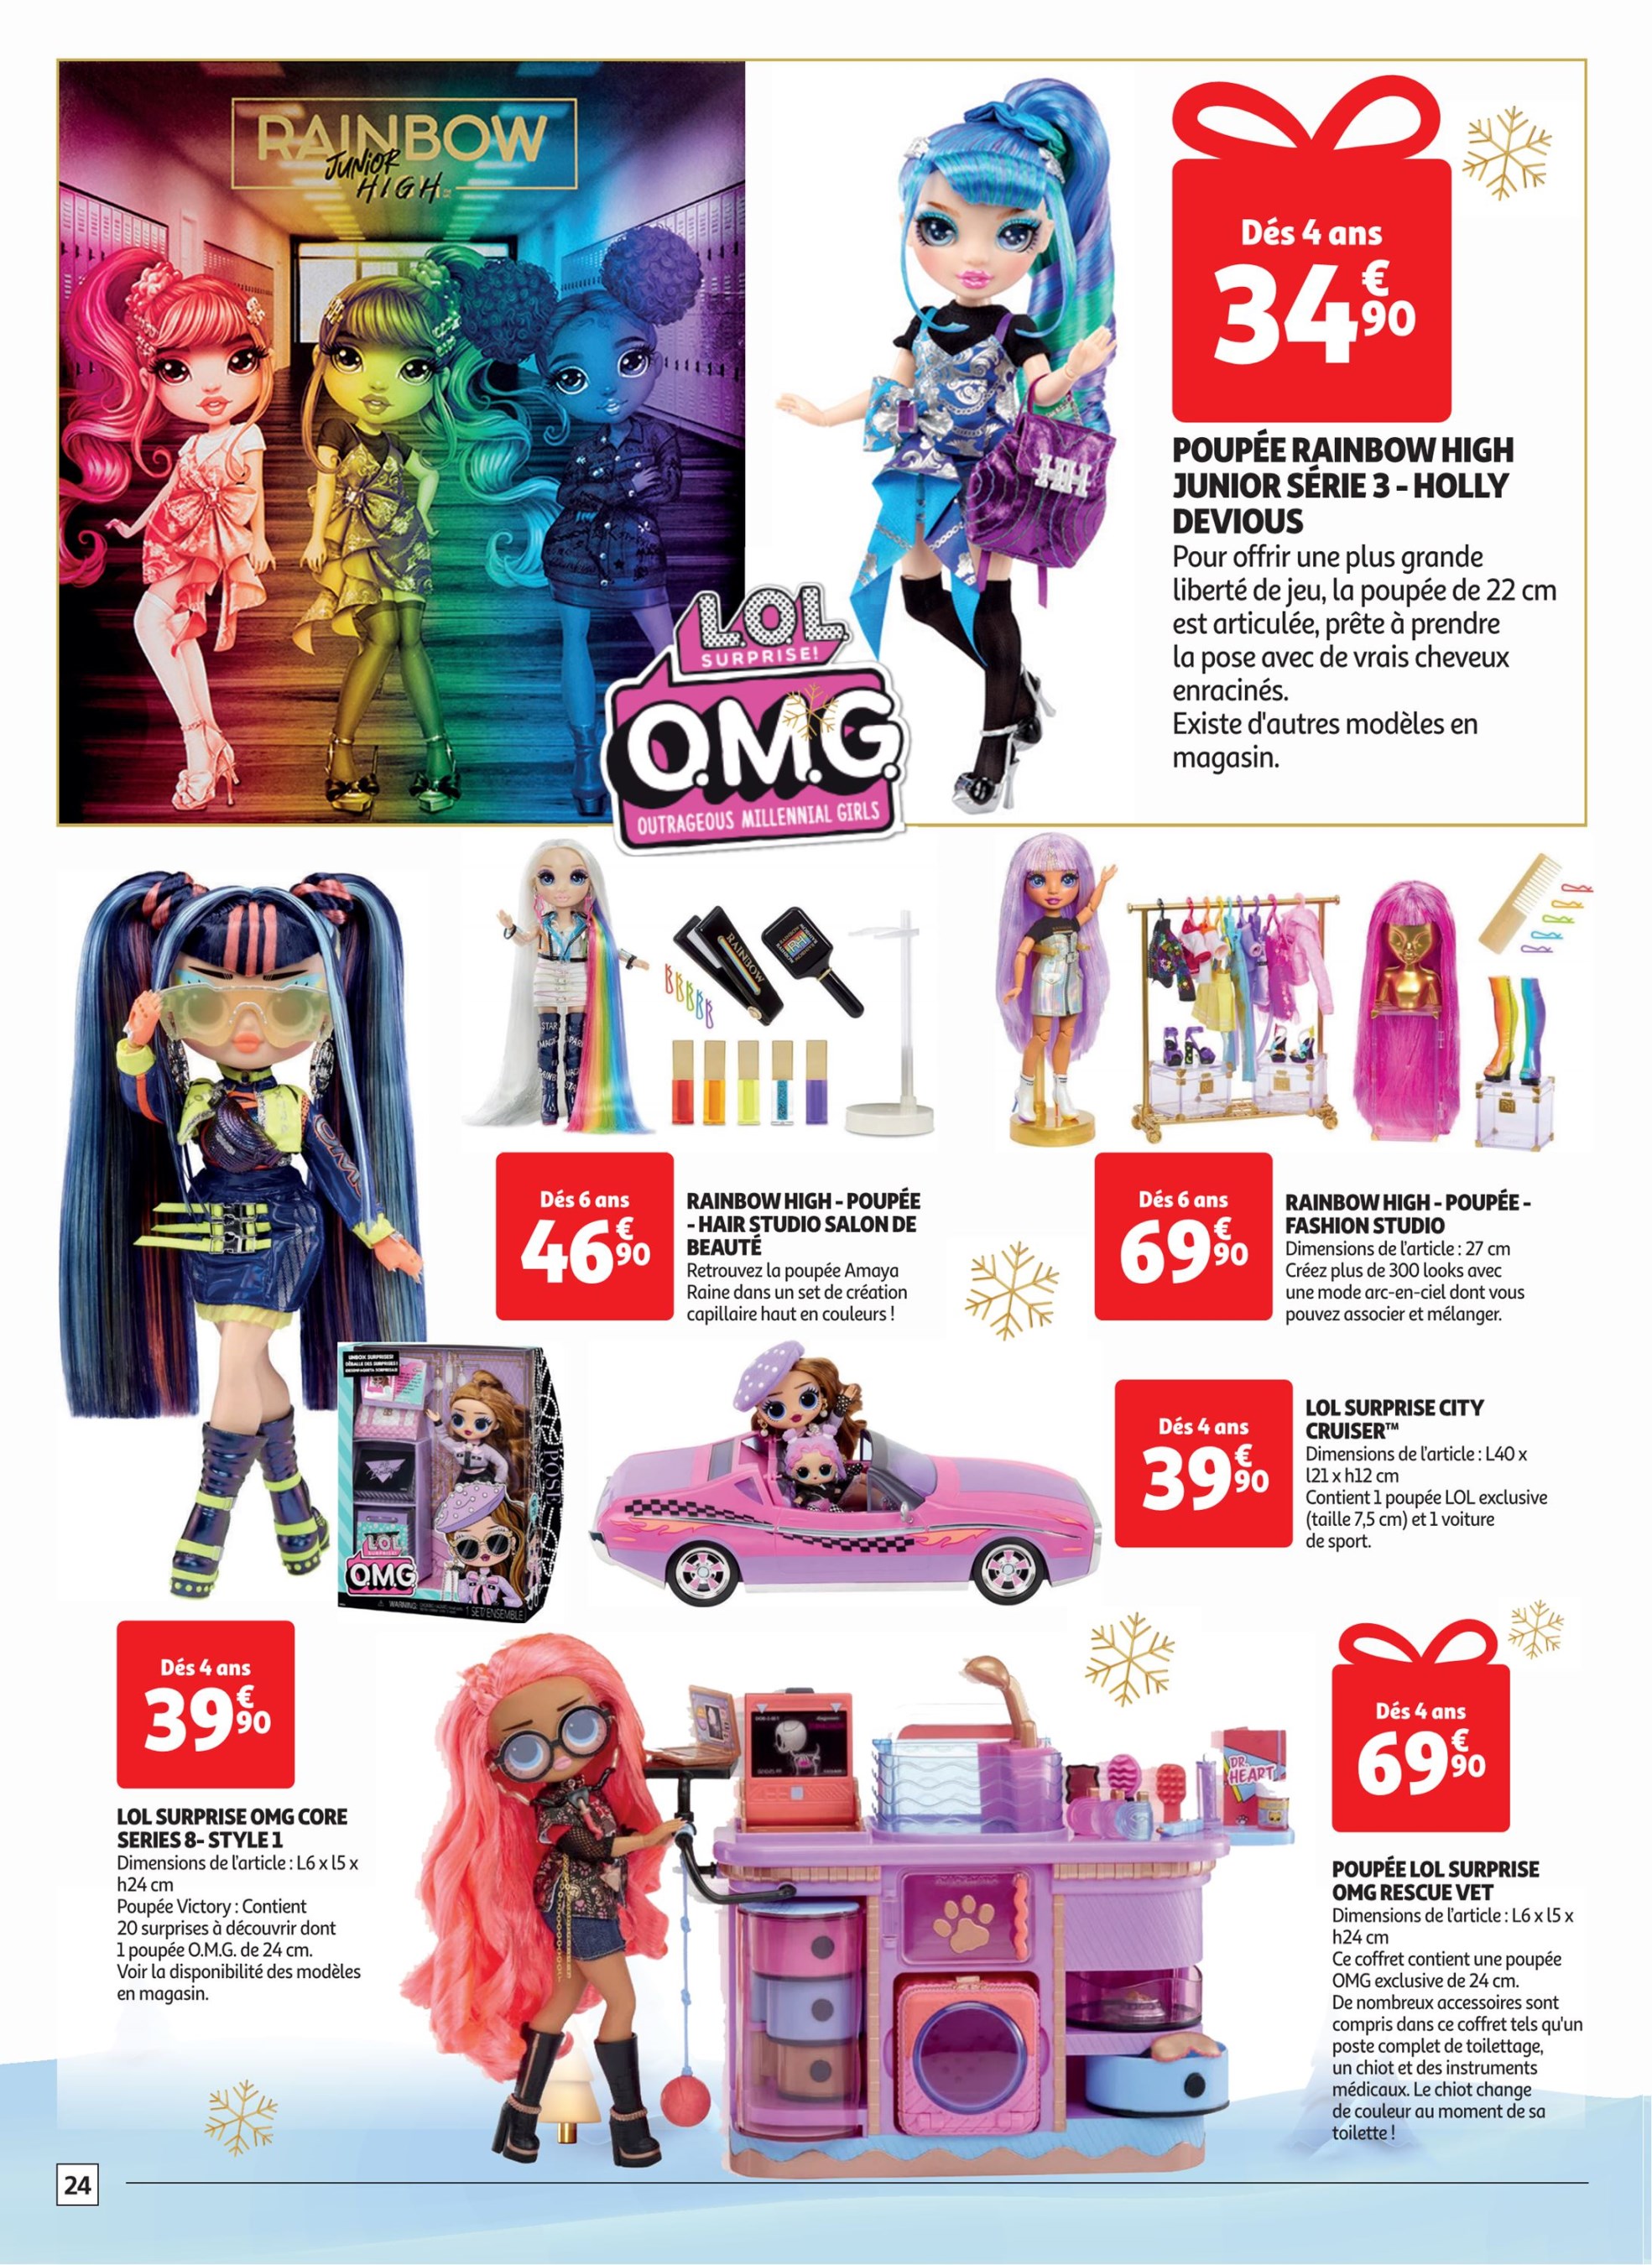 RAINBOW
JUNIOR
HIGH
Dés 4 ans
34€90
POUPÉE RAINBOW HIGH
JUNIOR SÉRIE 3 - HOLLY
DEVIOUS
Pour offrir une plus grande
liberté de jeu, la poupée de 22 cm
est articulée, prête à prendre
la pose avec de vrais cheveux
enracinés.
Existe d'autres modèles en
magasin.
L.O.L.
SURPRISE!
O.M.G.
OUTRAGEOUS MILLENNIAL GIRLS
RAINBOW
Dés 6 ans
46€90
RAINBOW HIGH - POUPÉE
- HAIR STUDIO SALON DE
BEAUTÉ
Retrouvez la poupée Amaya
Raine dans un set de création
capillaire haut en couleurs !
Dés 6 ans
69€90
RAINBOW HIGH - POUPÉE -
FASHION STUDIO
Dimensions de l'article : 27 cm
Créez plus de 300 looks avec
une mode arc-en-ciel dont vous
pouvez associer et mélanger.
POSE
LOL
SURPRISE!
OMG
WARNING:
1 SET/ENSEMBLE
Dés 4 ans
39€90
LOL SURPRISE CITY
CRUISER™
Dimensions de l'article : L40 x
l21 x h12 cm
Contient 1 poupée LOL exclusive
(taille 7,5 cm) et 1 voiture
de sport.
Dés 4 ans
39€90
LOL SURPRISE OMG CORE
SERIES 8- STYLE 1
Dimensions de l'article : L6 x l5 x
h24 cm
Poupée Victory : Contient
20 surprises à découvrir dont
1 poupée O.M.G. de 24 cm.
Voir la disponibilité des modèles
en magasin.
DR.
HEART
Dés 4 ans
69€90
POUPÉE LOL SURPRISE
OMG RESCUE VET
Dimensions de l'article : L6 x l5 x
h24 cm
Ce coffret contient une poupée
OMG exclusive de 24 cm.
De nombreux accessoires sont
compris dans ce coffret tels qu'un
poste complet de toilettage,
un chiot et des instruments
médicaux. Le chiot change
de couleur au moment de sa
toilette !
24